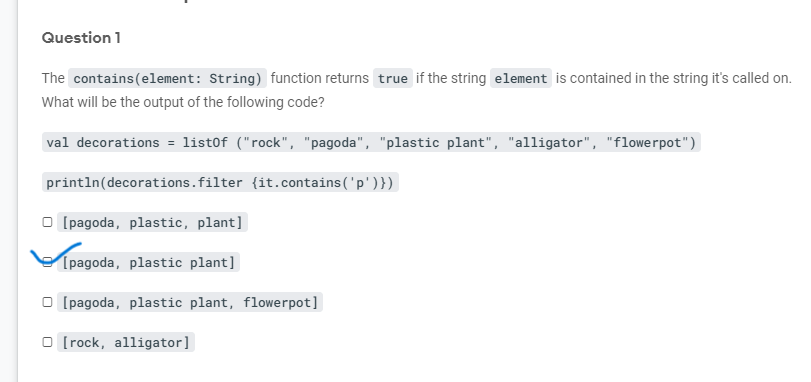 Question 1
The contains(element: String) function returns true if the string element is contained in the string it's called on.
What will be the output of the following code?
val decorations = listOf ("rock", "pagoda", "plastic plant", "alligator", "flowerpot")
println(decorations.filter {it.contains('p')})
[pagoda, plastic, plant]
[pagoda, plastic plant]
[pagoda, plastic plant, flowerpot]
[rock, alligator]